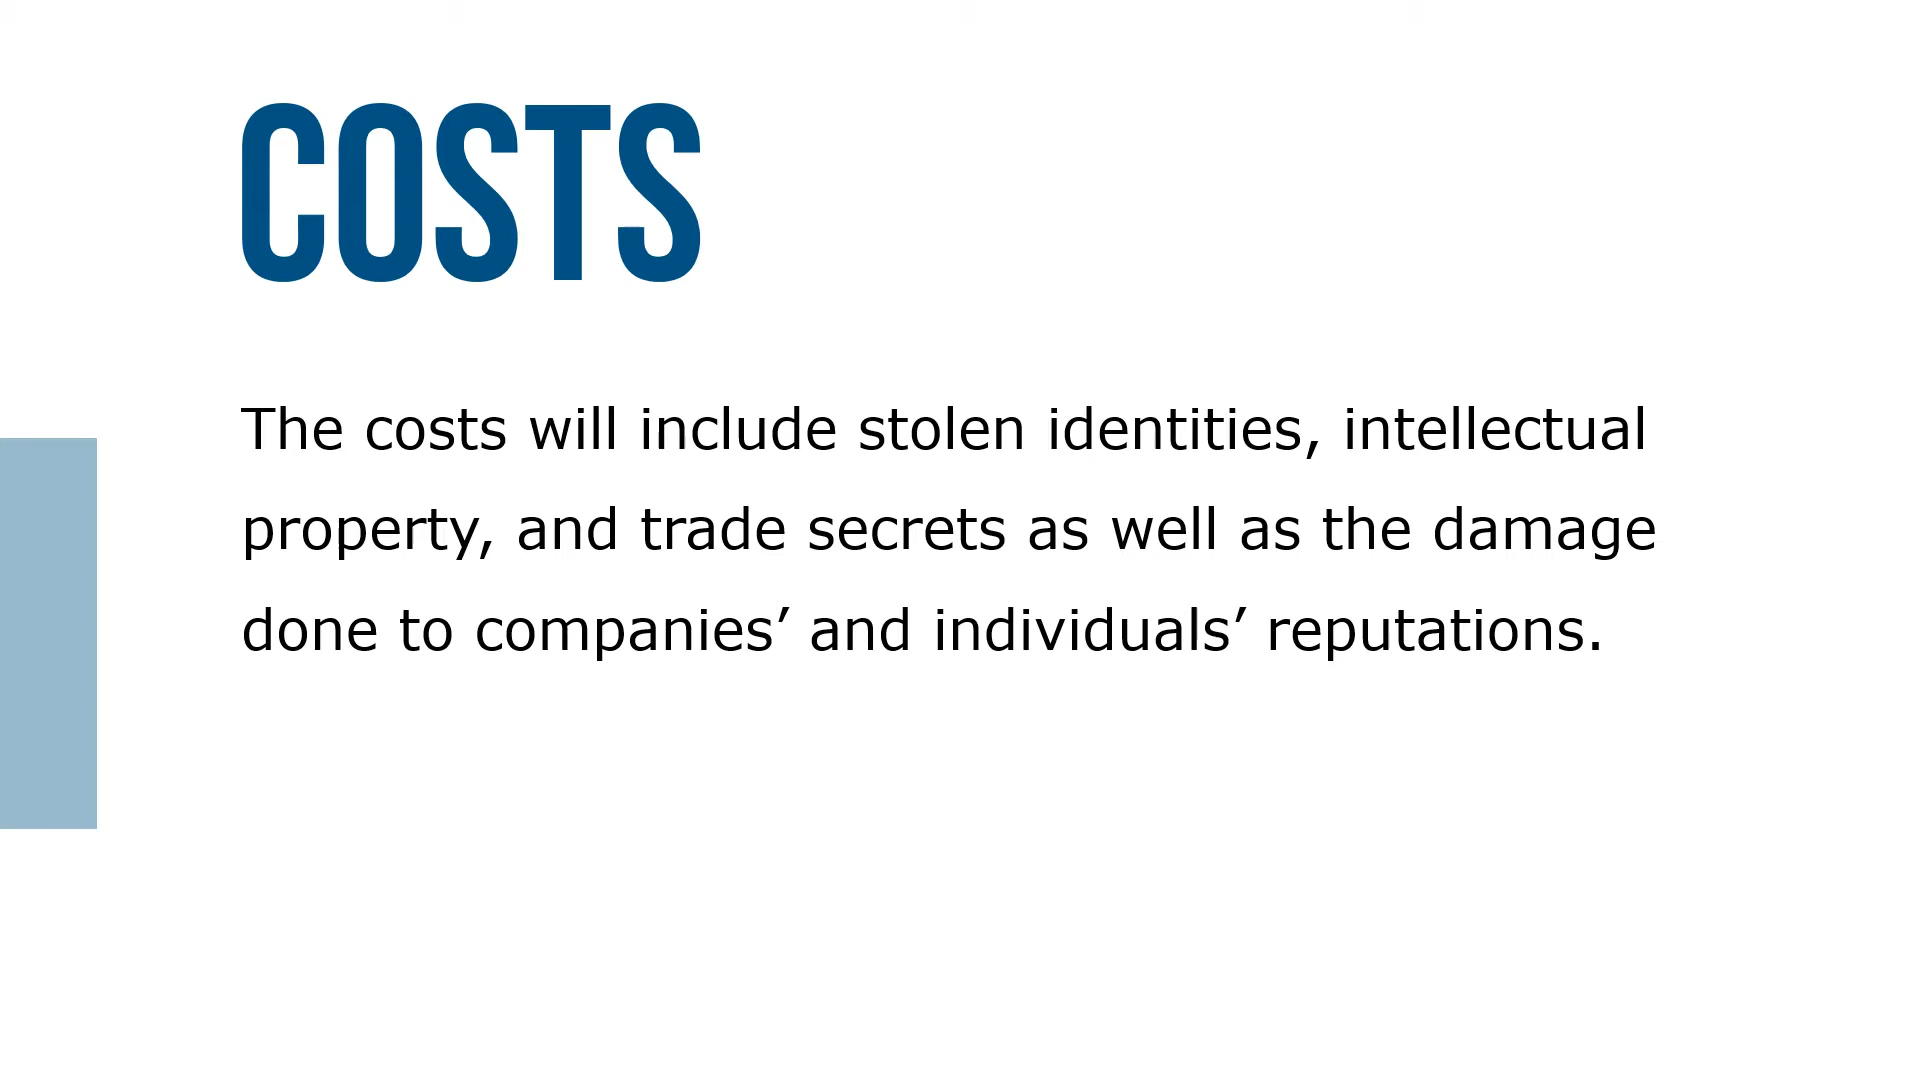 COSTS
The costs will include stolen identities, intellectual
property, and trade secrets as well as the damage
done to companies’ and individuals’ reputations.